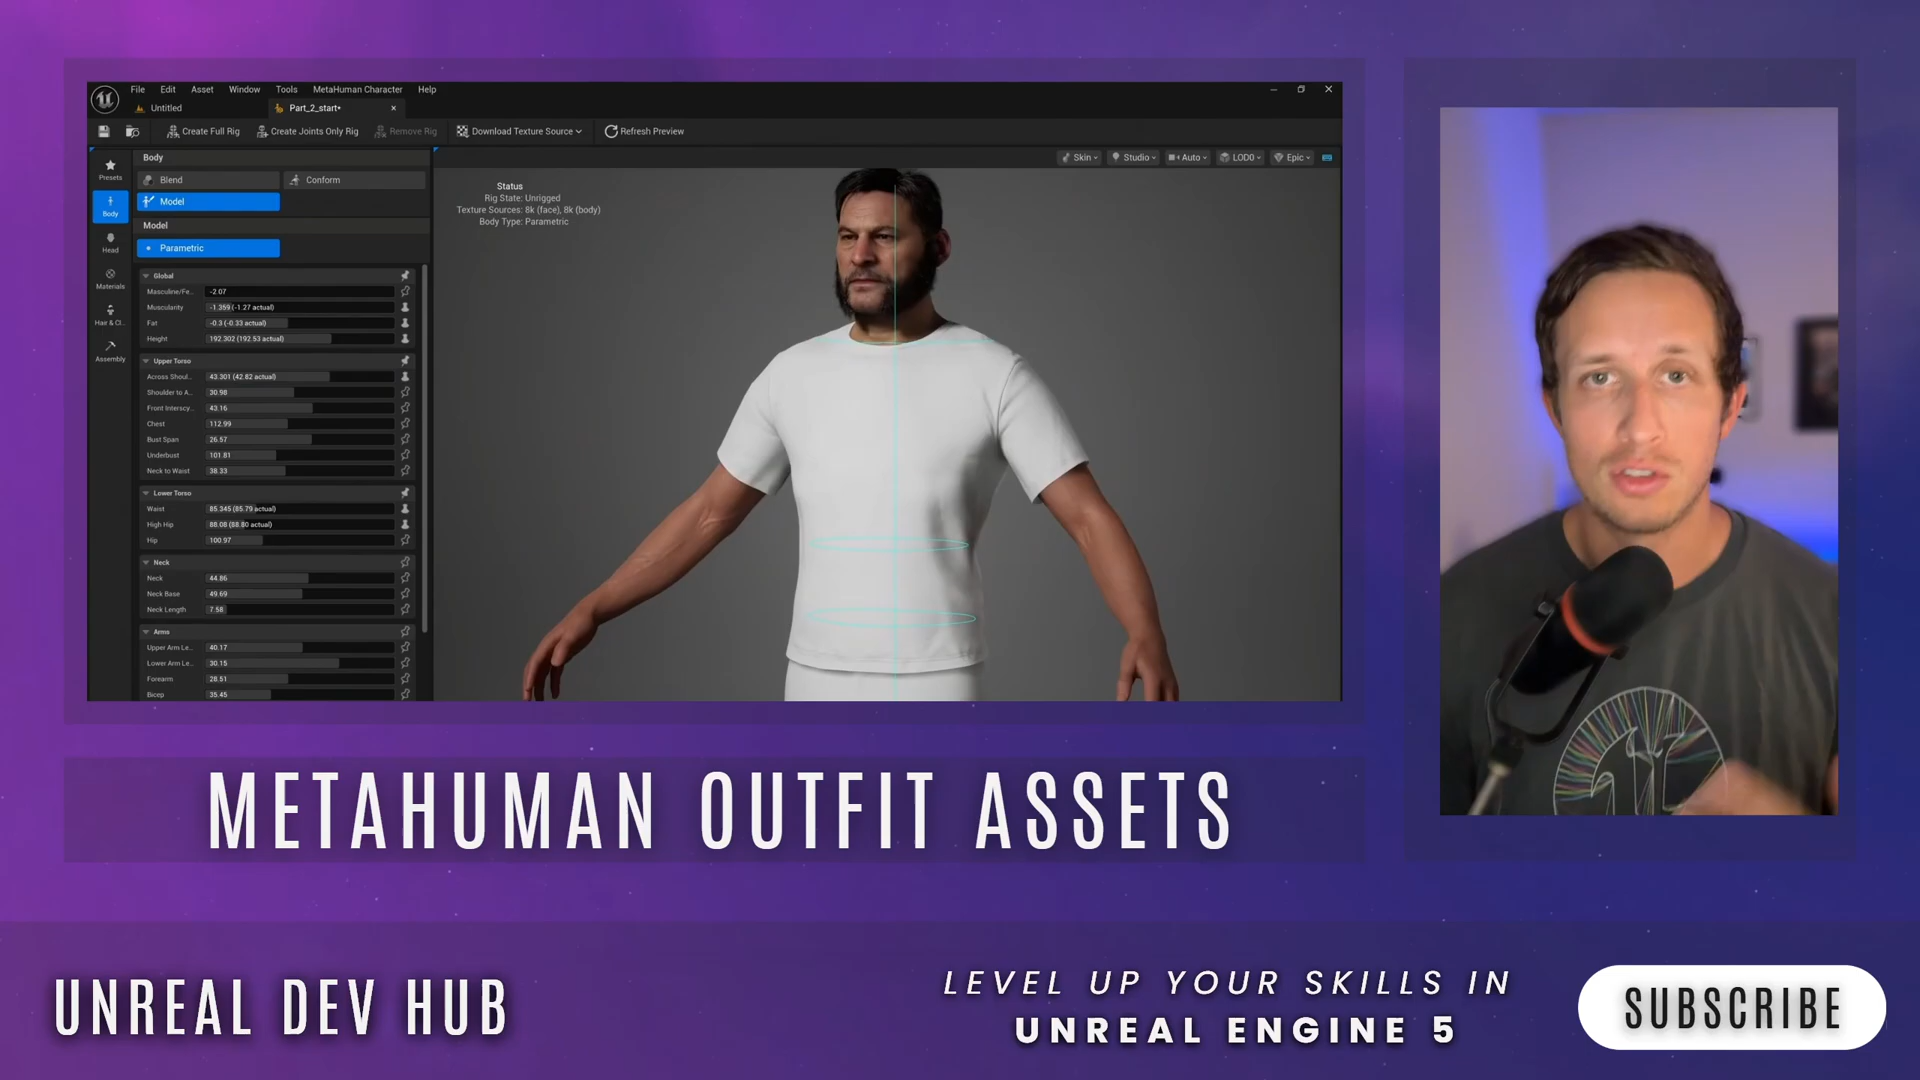 File Edit Asset Window Tools MetaHuman Character Help
Untitled Part_2_start•
Create Full Rig Create Joints Only Rig Remove Rig Download Texture Source Refresh Preview
Presets
Body
Head
Materials
Hair & Cl...
Assembly
Body
Blend Conform
Model
Model
Parametric
Global
Masculine/Fe... -2.07
Muscularity -1.359 (-1.27 actual)
Fat -0.3 (-0.33 actual)
Height 192.302 (192.53 actual)
Upper Torso
Across Shoul... 43.301 (42.82 actual)
Shoulder to A... 30.98
Front Interscy... 43.16
Chest 112.99
Bust Span 26.57
Underbust 101.81
Neck to Waist 38.33
Lower Torso
Waist 85.345 (85.79 actual)
High Hip 88.08 (88.80 actual)
Hip 100.97
Neck
Neck 44.86
Neck Base 49.69
Neck Length 7.58
Arms
Upper Arm Le... 40.17
Lower Arm Le... 30.15
Forearm 28.51
Bicep 35.45
Skin Studio Auto LOD0 Epic
Status
Rig State: Unrigged
Texture Sources: 8k (face), 8k (body)
Body Type: Parametric
METAHUMAN OUTFIT ASSETS
UNREAL DEV HUB
LEVEL UP YOUR SKILLS IN
UNREAL ENGINE 5
SUBSCRIBE